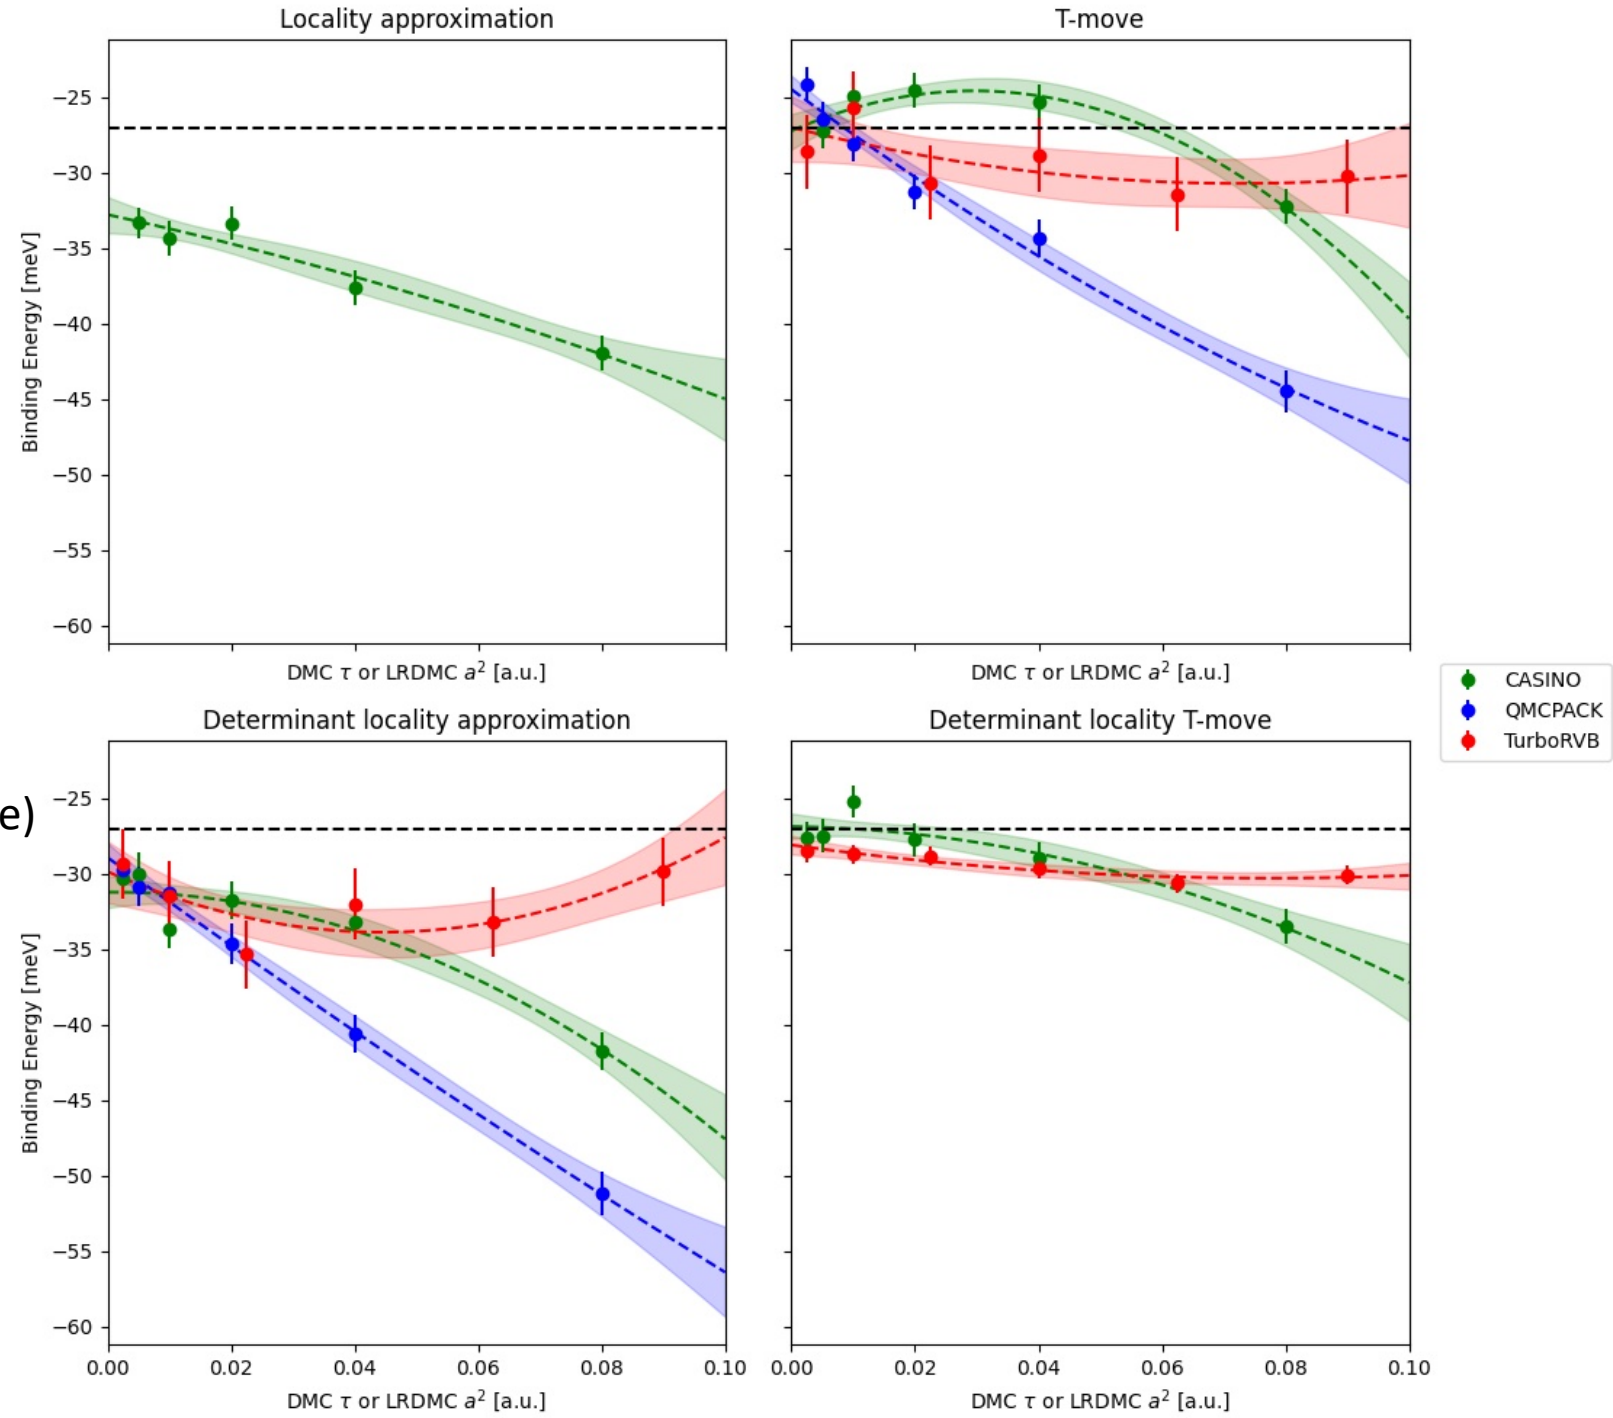 Locality approximation
T-move
−25
−30
−35
−40
−45
−50
−55
−60
Binding Energy [meV]
DMC τ or LRDMC a² [a.u.]
DMC τ or LRDMC a² [a.u.]
CASINO
QMCPACK
TurboRVB
Determinant locality approximation
Determinant locality T-move
e)
−25
−30
−35
−40
−45
−50
−55
−60
Binding Energy [meV]
0.00 0.02 0.04 0.06 0.08 0.10
0.00 0.02 0.04 0.06 0.08 0.10
DMC τ or LRDMC a² [a.u.]
DMC τ or LRDMC a² [a.u.]